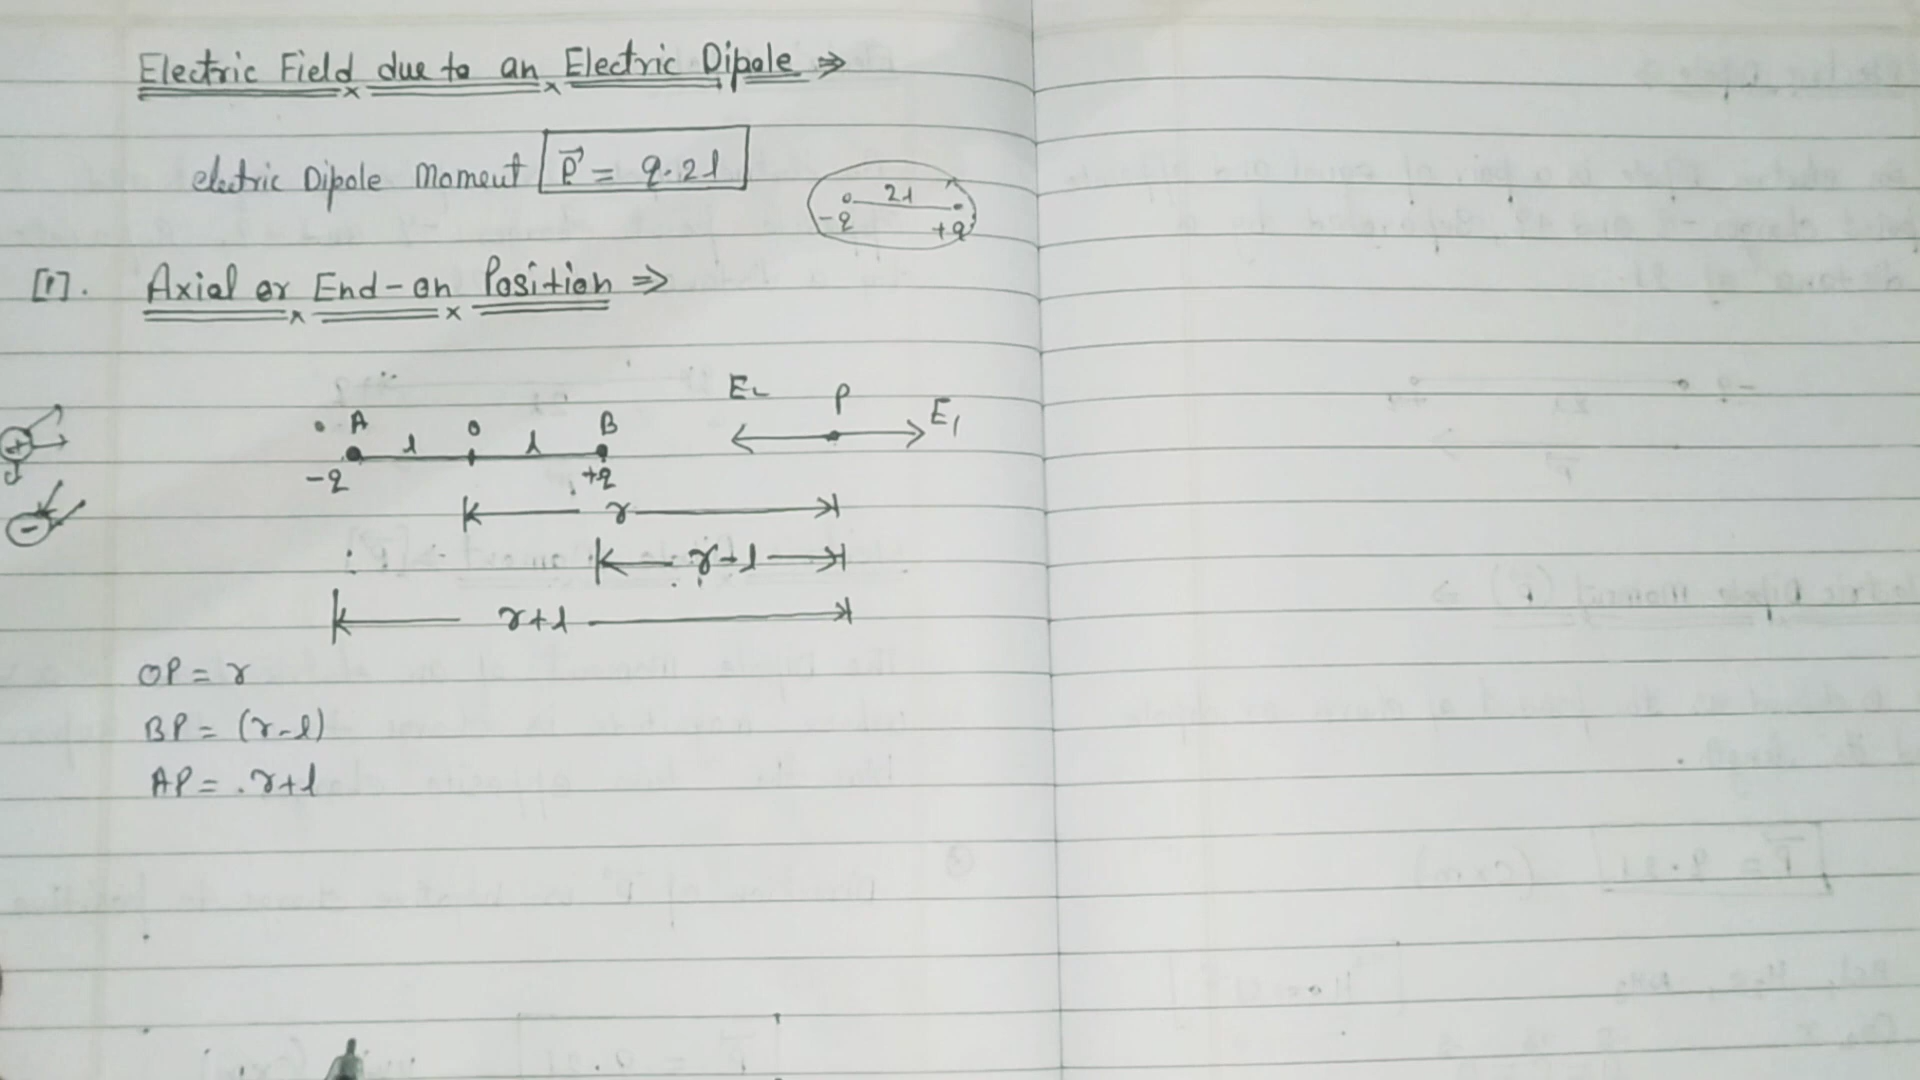 Electric Field due to an Electric Dipole ⇒
electric Dipole Moment P⃗ = q.2l
2l
-q +q
[1]. Axial or End-on Position ⇒
E2 P E1
A l O l B
-q +q
r
r-l
r+l
OP = r
BP = (r-l)
AP = r+l